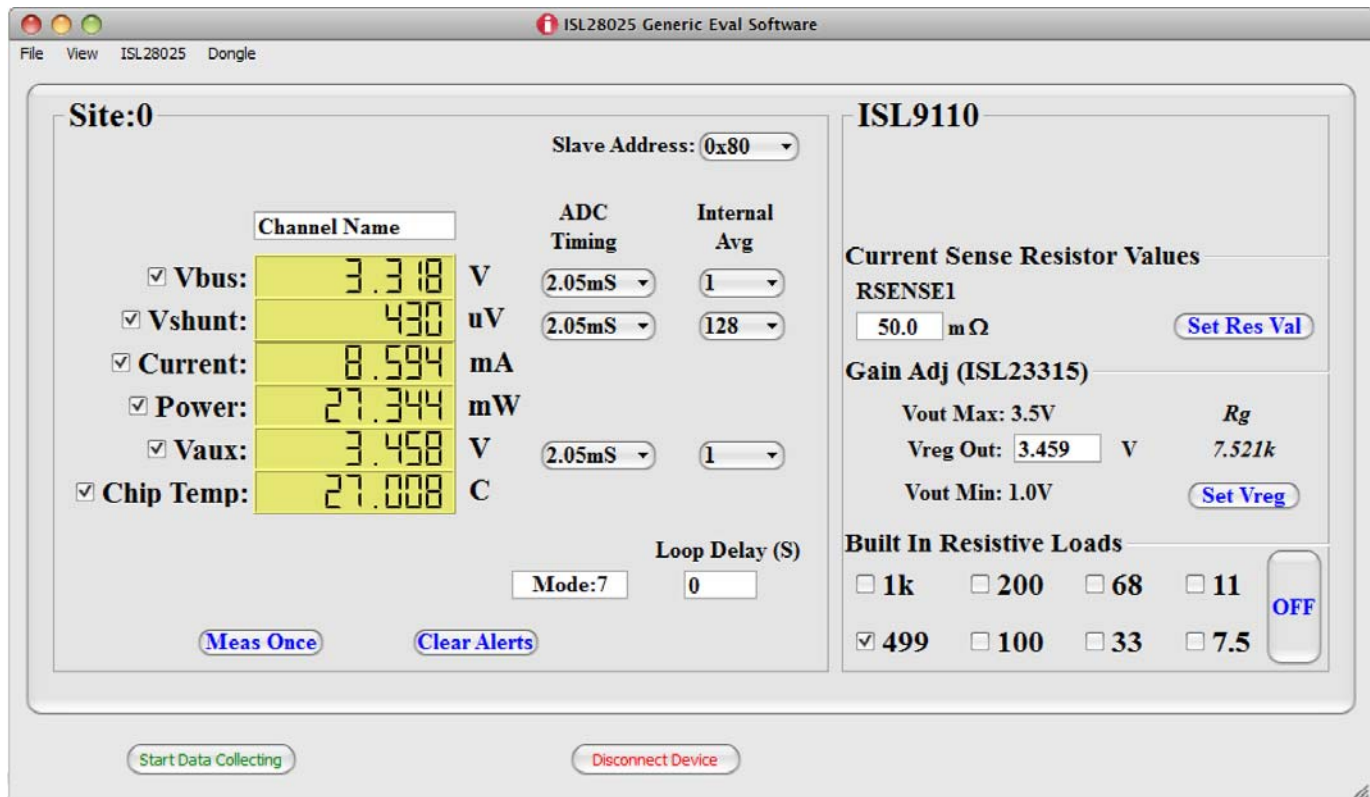 ISL28025 Generic Eval Software
File View ISL28025 Dongle
Site:0
Slave Address: 0x80
Channel Name
ADC Timing
Internal Avg
Vbus: 3.318 V 2.05mS 1
Vshunt: 430 uV 2.05mS 128
Current: 8.594 mA
Power: 27.344 mW
Vaux: 3.458 V 2.05mS 1
Chip Temp: 27.008 C
Loop Delay (S)
Mode:7 0
Meas Once Clear Alerts
ISL9110
Current Sense Resistor Values
RSENSE1
50.0 mΩ Set Res Val
Gain Adj (ISL23315)
Vout Max: 3.5V Rg
Vreg Out: 3.459 V 7.521k
Vout Min: 1.0V Set Vreg
Built In Resistive Loads
1k 200 68 11
OFF
499 100 33 7.5
Start Data Collecting Disconnect Device